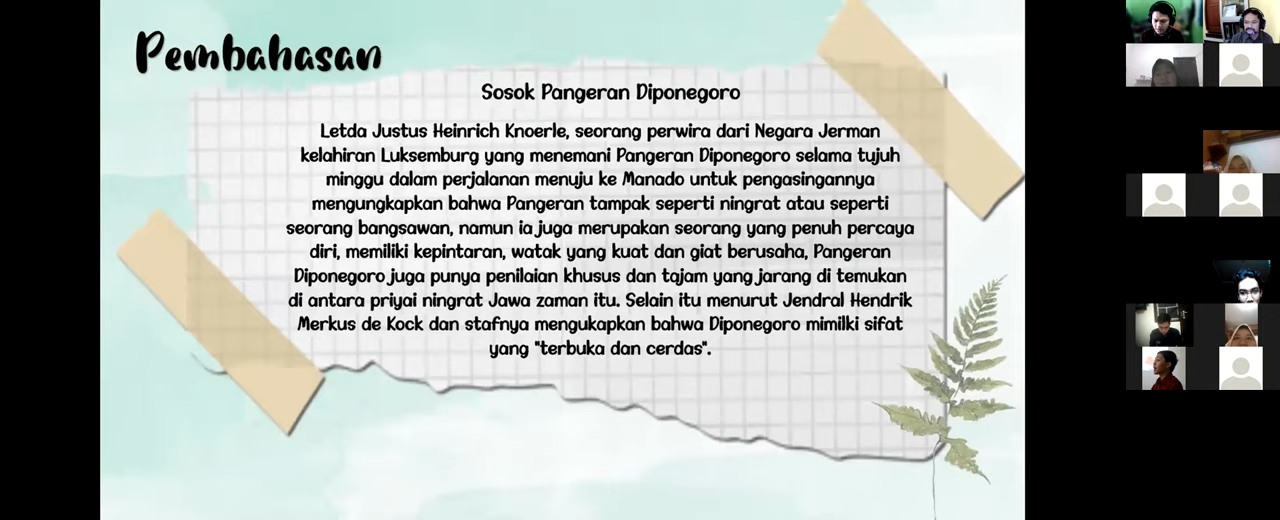 Pembahasan
Sosok Pangeran Diponegoro
Letda Justus Heinrich Knoerle, seorang perwira dari Negara Jerman
kelahiran Luksemburg yang menemani Pangeran Diponegoro selama tujuh
minggu dalam perjalanan menuju ke Manado untuk pengasingannya
mengungkapkan bahwa Pangeran tampak seperti ningrat atau seperti
seorang bangsawan, namun ia juga merupakan seorang yang penuh percaya
diri, memiliki kepintaran, watak yang kuat dan giat berusaha, Pangeran
Diponegoro juga punya penilaian khusus dan tajam yang jarang di temukan
di antara priyai ningrat Jawa zaman itu. Selain itu menurut Jendral Hendrik
Merkus de Kock dan stafnya mengukapkan bahwa Diponegoro mimilki sifat
yang "terbuka dan cerdas".